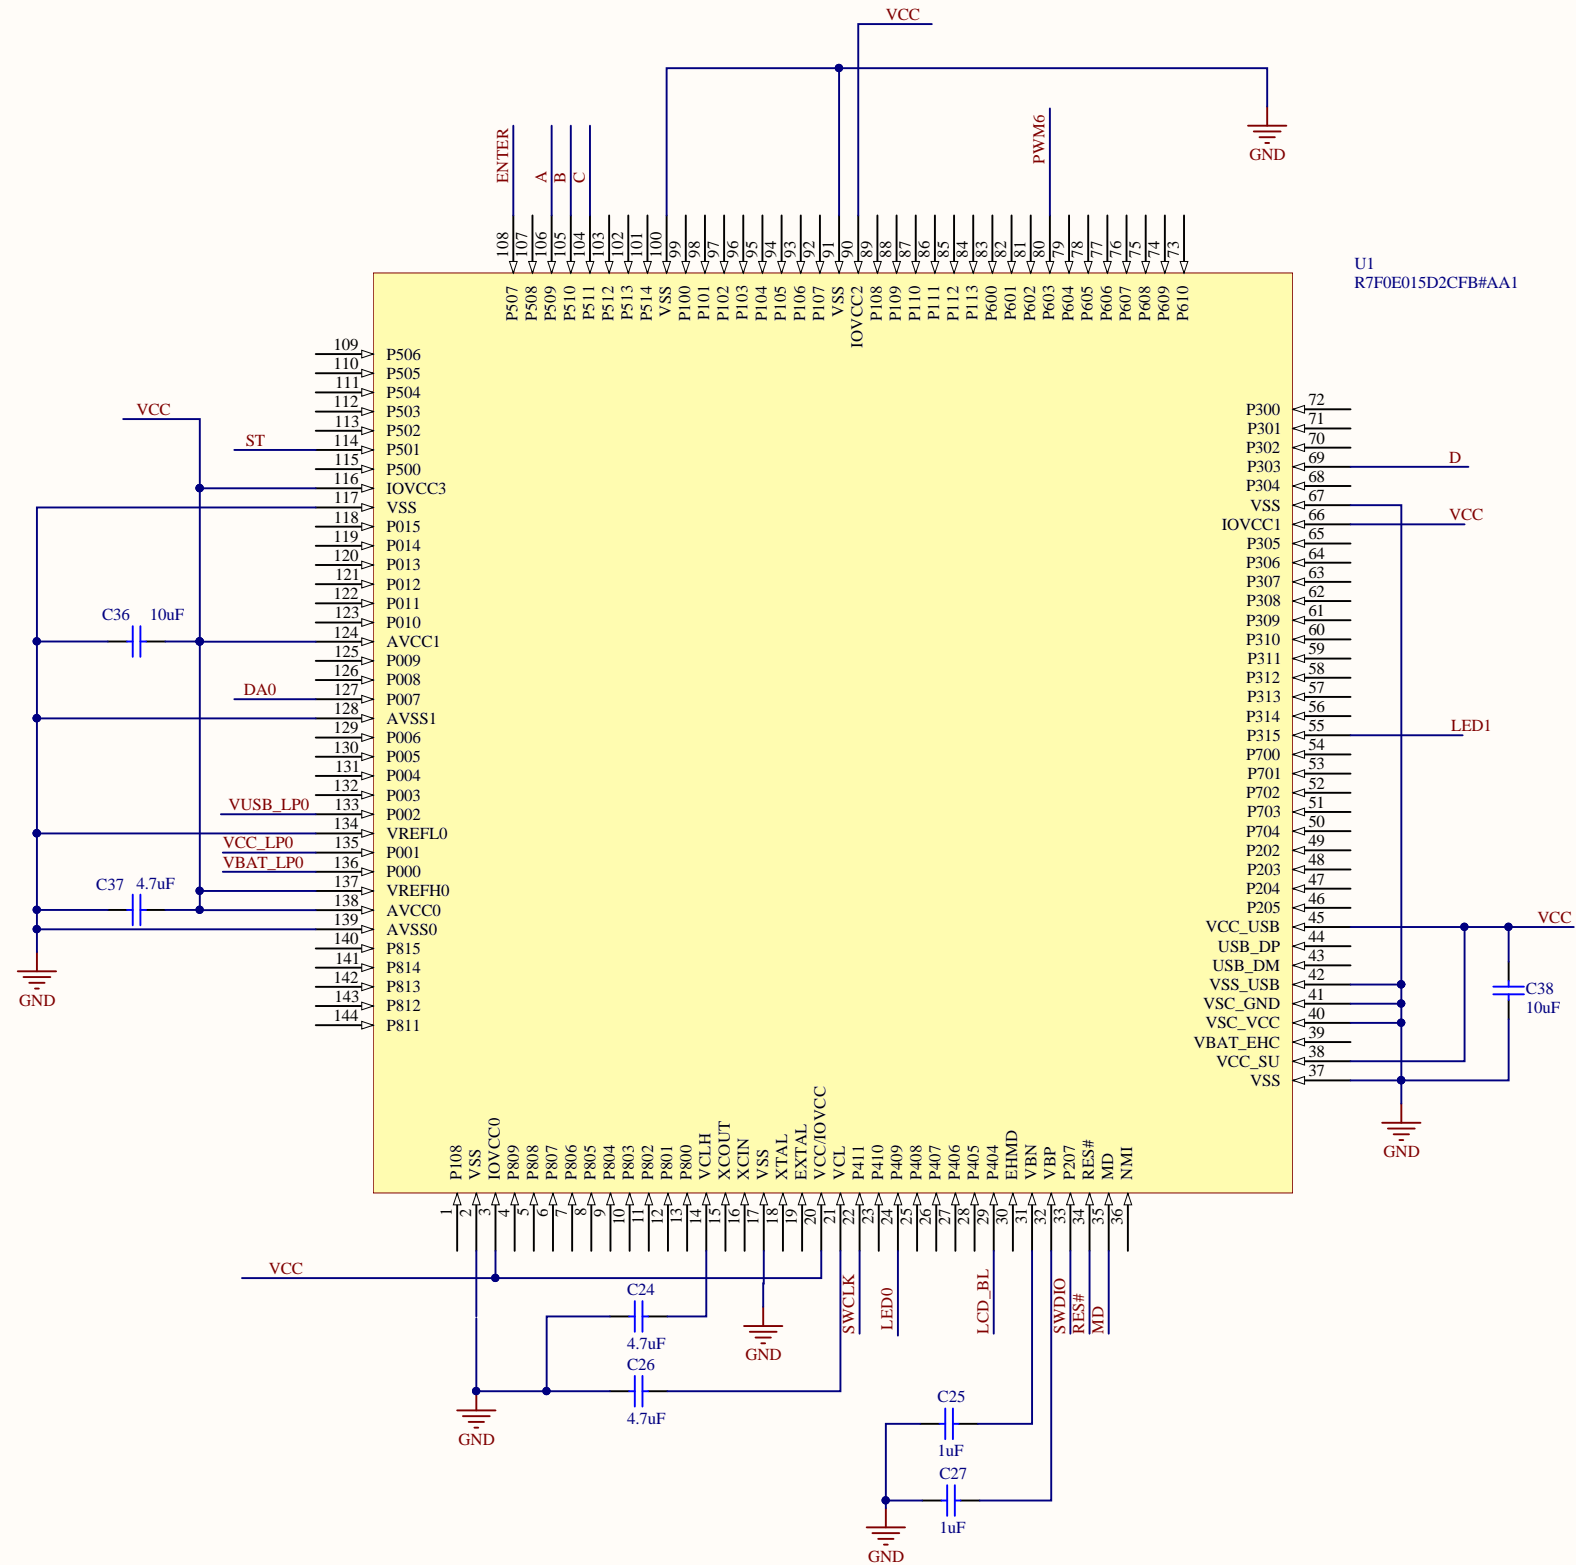 VCC
GND
ENTER
A
B
C
PWM6
108 107 106 105 104 103 102 101 100 99 98 97 96 95 94 93 92 91 90 89 88 87 86 85 84 83 82 81 80 79 78 77 76 75 74 73
P507 P508 P509 P510 P511 P512 P513 P514 VSS P100 P101 P102 P103 P104 P105 P106 P107 VSS IOVCC2 P108 P109 P110 P111 P112 P113 P600 P601 P602 P603 P604 P605 P606 P607 P608 P609 P610
U1
R7F0E015D2CFB#AA1
109 P506
110 P505
111 P504
112 P503
VCC
113 P502
ST 114 P501
115 P500
116 IOVCC3
117 VSS
118 P015
119 P014
120 P013
121 P012
122 P011
C36 10uF
123 P010
124 AVCC1
125 P009
126 P008
DA0 127 P007
128 AVSS1
129 P006
130 P005
131 P004
132 P003
VUSB_LP0 133 P002
134 VREFL0
VCC_LP0 135 P001
VBAT_LP0 136 P000
C37 4.7uF
137 VREFH0
138 AVCC0
139 AVSS0
140 P815
141 P814
142 P813
143 P812
144 P811
GND
P300 72
P301 71
P302 70
P303 69 D
P304 68
VSS 67
IOVCC1 66 VCC
P305 65
P306 64
P307 63
P308 62
P309 61
P310 60
P311 59
P312 58
P313 57
P314 56
P315 55 LED1
P700 54
P701 53
P702 52
P703 51
P704 50
P202 49
P203 48
P204 47
P205 46
VCC_USB 45 VCC
USB_DP 44
USB_DM 43
VSS_USB 42
VSC_GND 41
VSC_VCC 40
VBAT_EHC 39
VCC_SU 38
VSS 37
C38
10uF
GND
P108 VSS IOVCC0 P809 P808 P807 P806 P805 P804 P803 P802 P801 P800 VCLH XCOUT XCIN VSS XTAL EXTAL VCC/IOVCC VCL P411 P410 P409 P408 P407 P406 P405 P404 EHMD VBN VBP P207 RES# MD NMI
1 2 3 4 5 6 7 8 9 10 11 12 13 14 15 16 17 18 19 20 21 22 23 24 25 26 27 28 29 30 31 32 33 34 35 36
VCC
SWCLK
LED0
LCD_BL
SWDIO
RES#
MD
C24
4.7uF
GND
C26
4.7uF
GND
C25
1uF
C27
1uF
GND